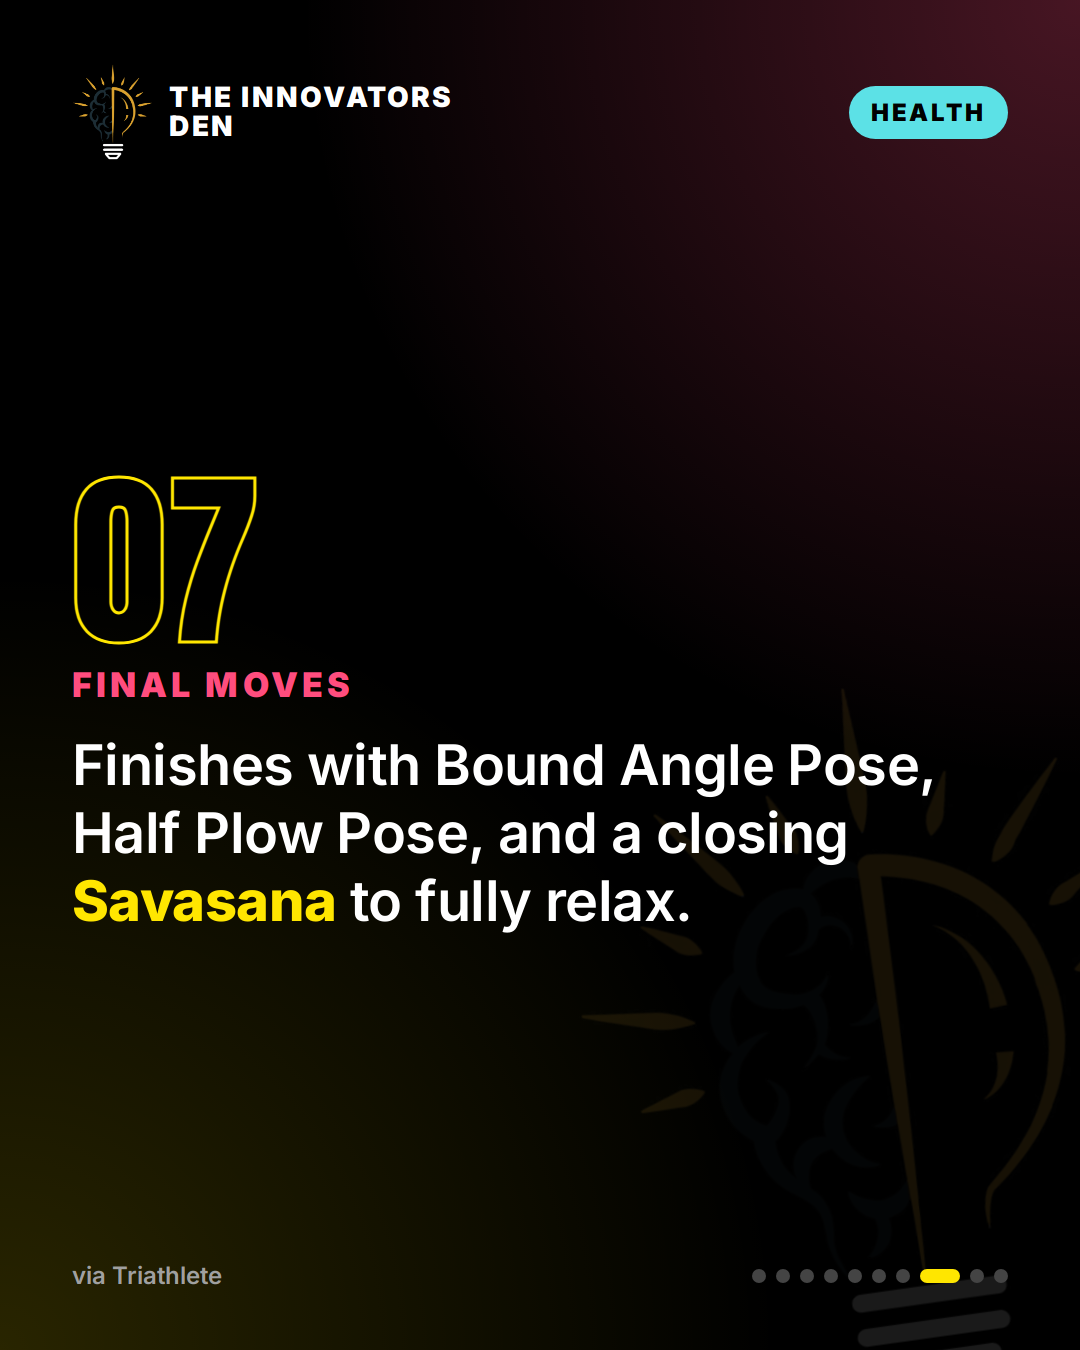 THE INNOVATORS
DEN
HEALTH
07
FINAL MOVES
Finishes with Bound Angle Pose,
Half Plow Pose, and a closing
Savasana to fully relax.
via Triathlete